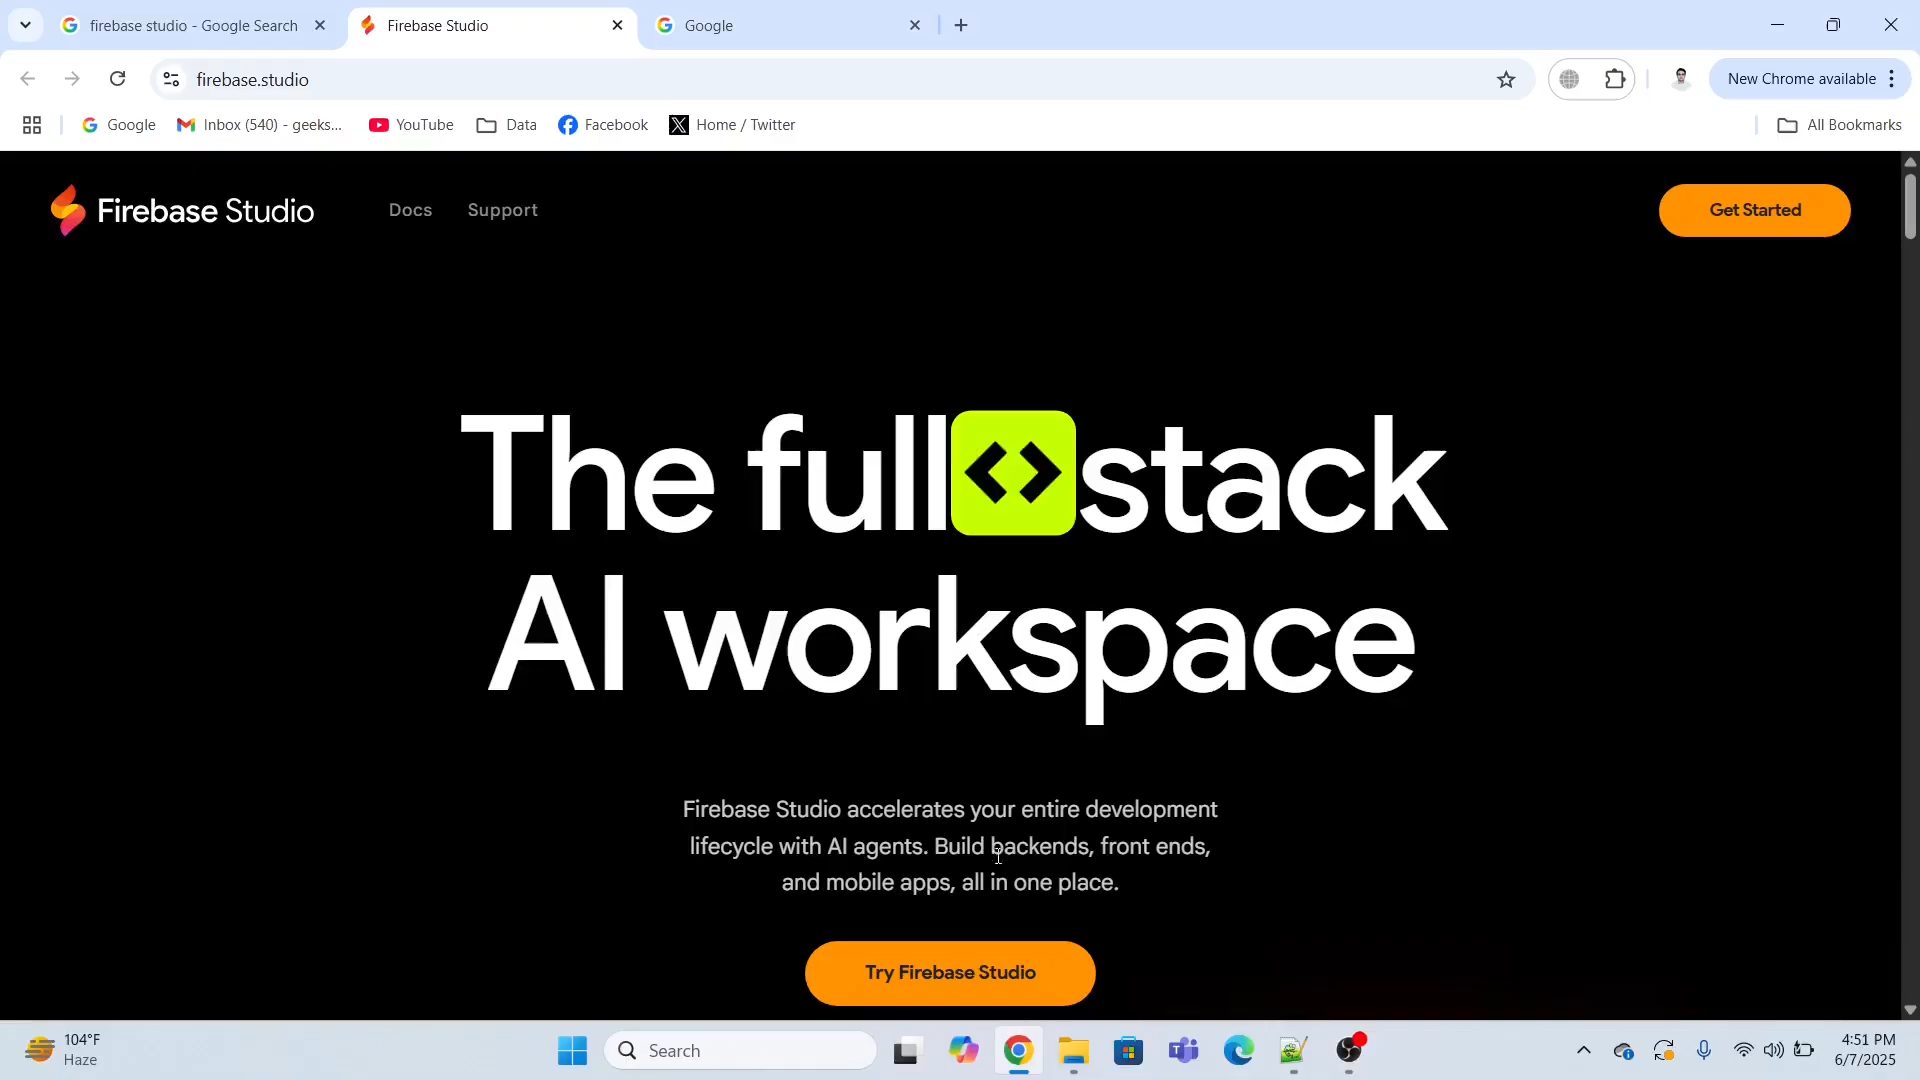 firebase studio - Google Search
Firebase Studio
Google
firebase.studio
New Chrome available
Google
Inbox (540) - geeks...
YouTube
Data
Facebook
Home / Twitter
All Bookmarks
Firebase Studio
Docs
Support
Get Started
The full<>stack
AI workspace
Firebase Studio accelerates your entire development
lifecycle with AI agents. Build backends, front ends,
and mobile apps, all in one place.
Try Firebase Studio
104°F
Haze
Search
4:51 PM
6/7/2025